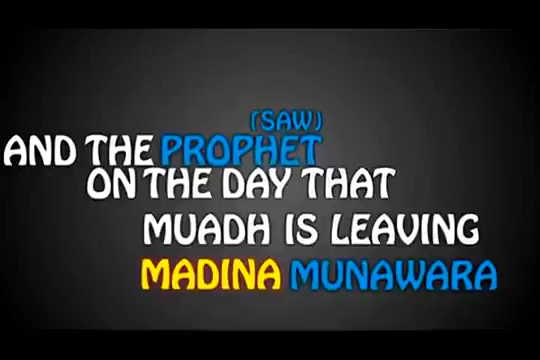 (SAW)
AND THE PROPHET
ON THE DAY THAT
MUADH IS LEAVING
MADINA MUNAWARA